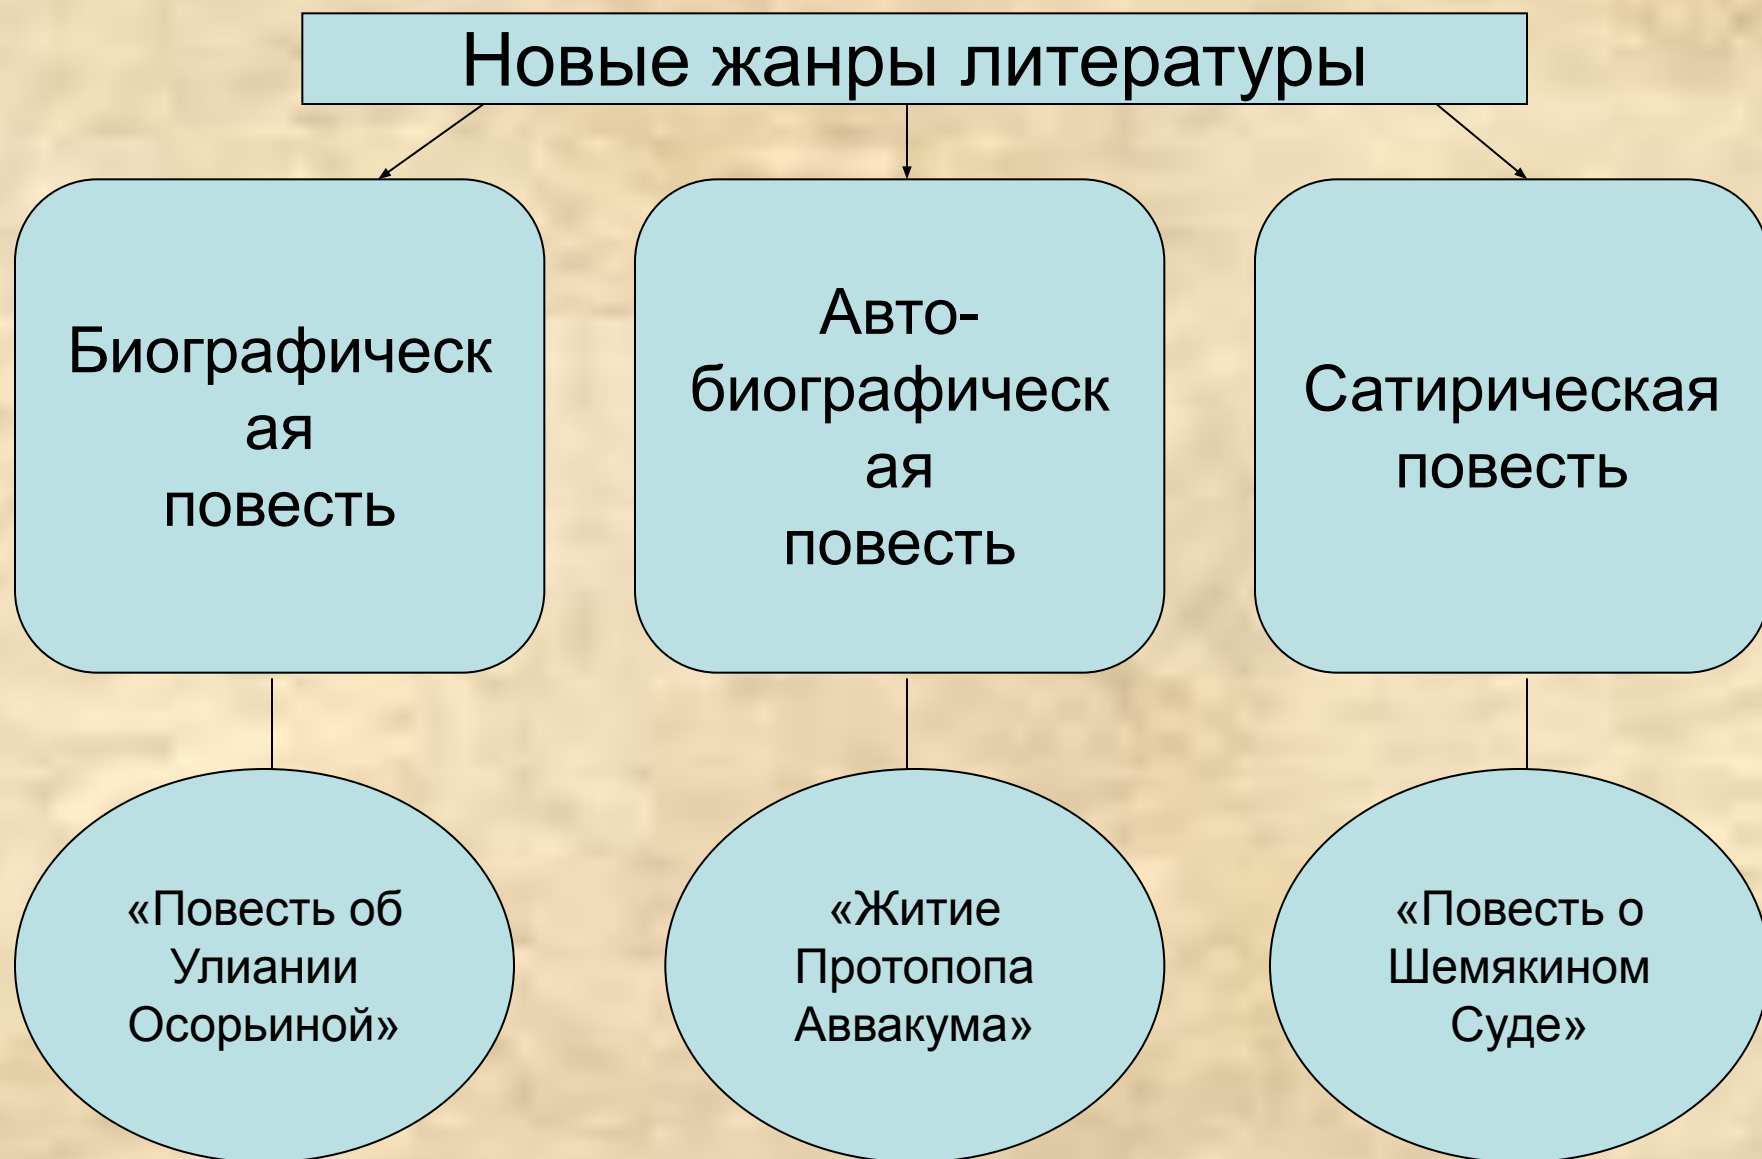 Новые жанры литературы
Биографическ
ая
повесть
Авто-
биографическ
ая
повесть
Сатирическая
повесть
«Повесть об
Улиании
Осорьиной»
«Житие
Протопопа
Аввакума»
«Повесть о
Шемякином
Суде»